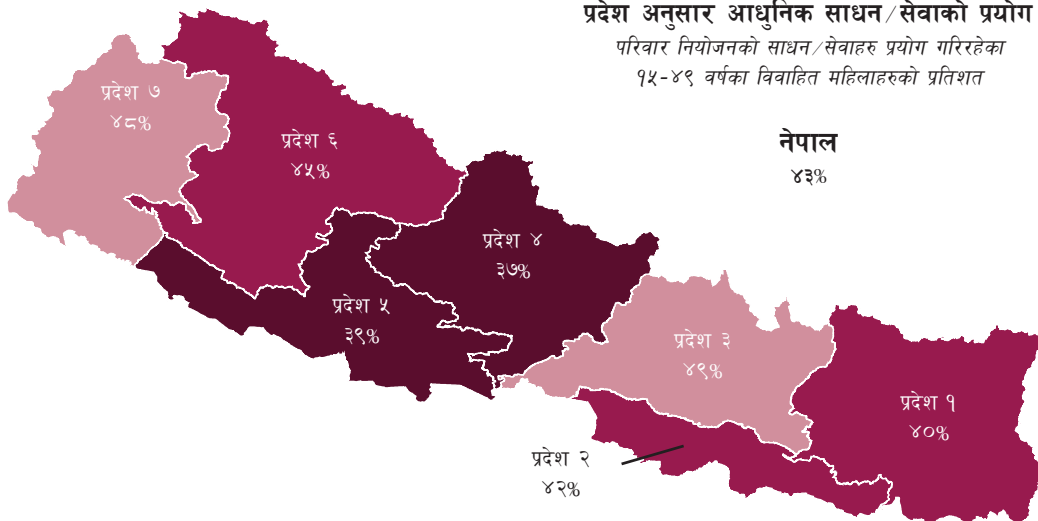 प्रदेश अनुसार आधुनिक साधन/सेवाको प्रयोग
परिवार नियोजनको साधन/सेवाहरु प्रयोग गरिरहेका
१५-४९ वर्षका विवाहित महिलाहरुको प्रतिशत
नेपाल
४३%
प्रदेश ७
४८%
प्रदेश ६
४५%
प्रदेश ४
३७%
प्रदेश ५
३९%
प्रदेश ३
४९%
प्रदेश १
४०%
प्रदेश २
४२%